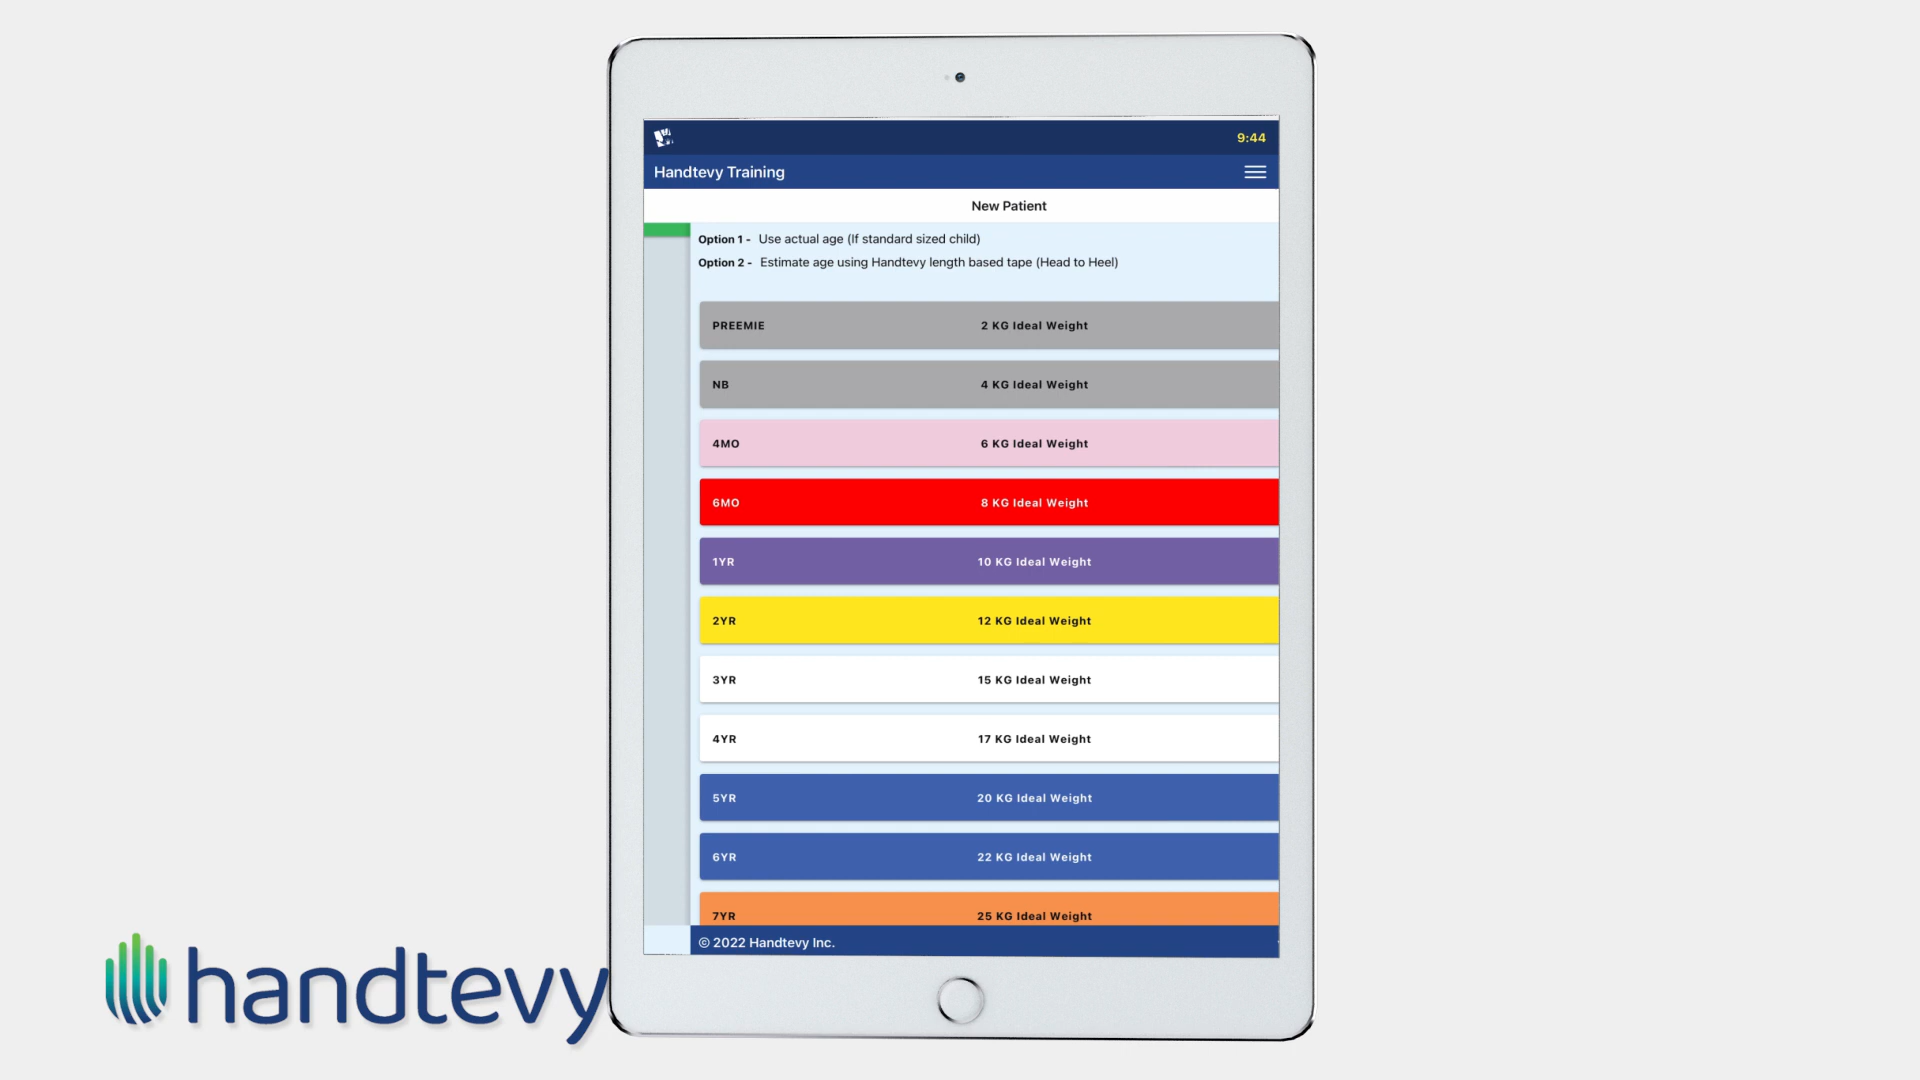 9:44
Handtevy Training
New Patient
Option 1 - Use actual age (If standard sized child)
Option 2 - Estimate age using Handtevy length based tape (Head to Heel)
PREEMIE 2 KG Ideal Weight
NB 4 KG Ideal Weight
4MO 6 KG Ideal Weight
6MO 8 KG Ideal Weight
1YR 10 KG Ideal Weight
2YR 12 KG Ideal Weight
3YR 15 KG Ideal Weight
4YR 17 KG Ideal Weight
5YR 20 KG Ideal Weight
6YR 22 KG Ideal Weight
7YR 25 KG Ideal Weight
© 2022 Handtevy Inc.
handtevy